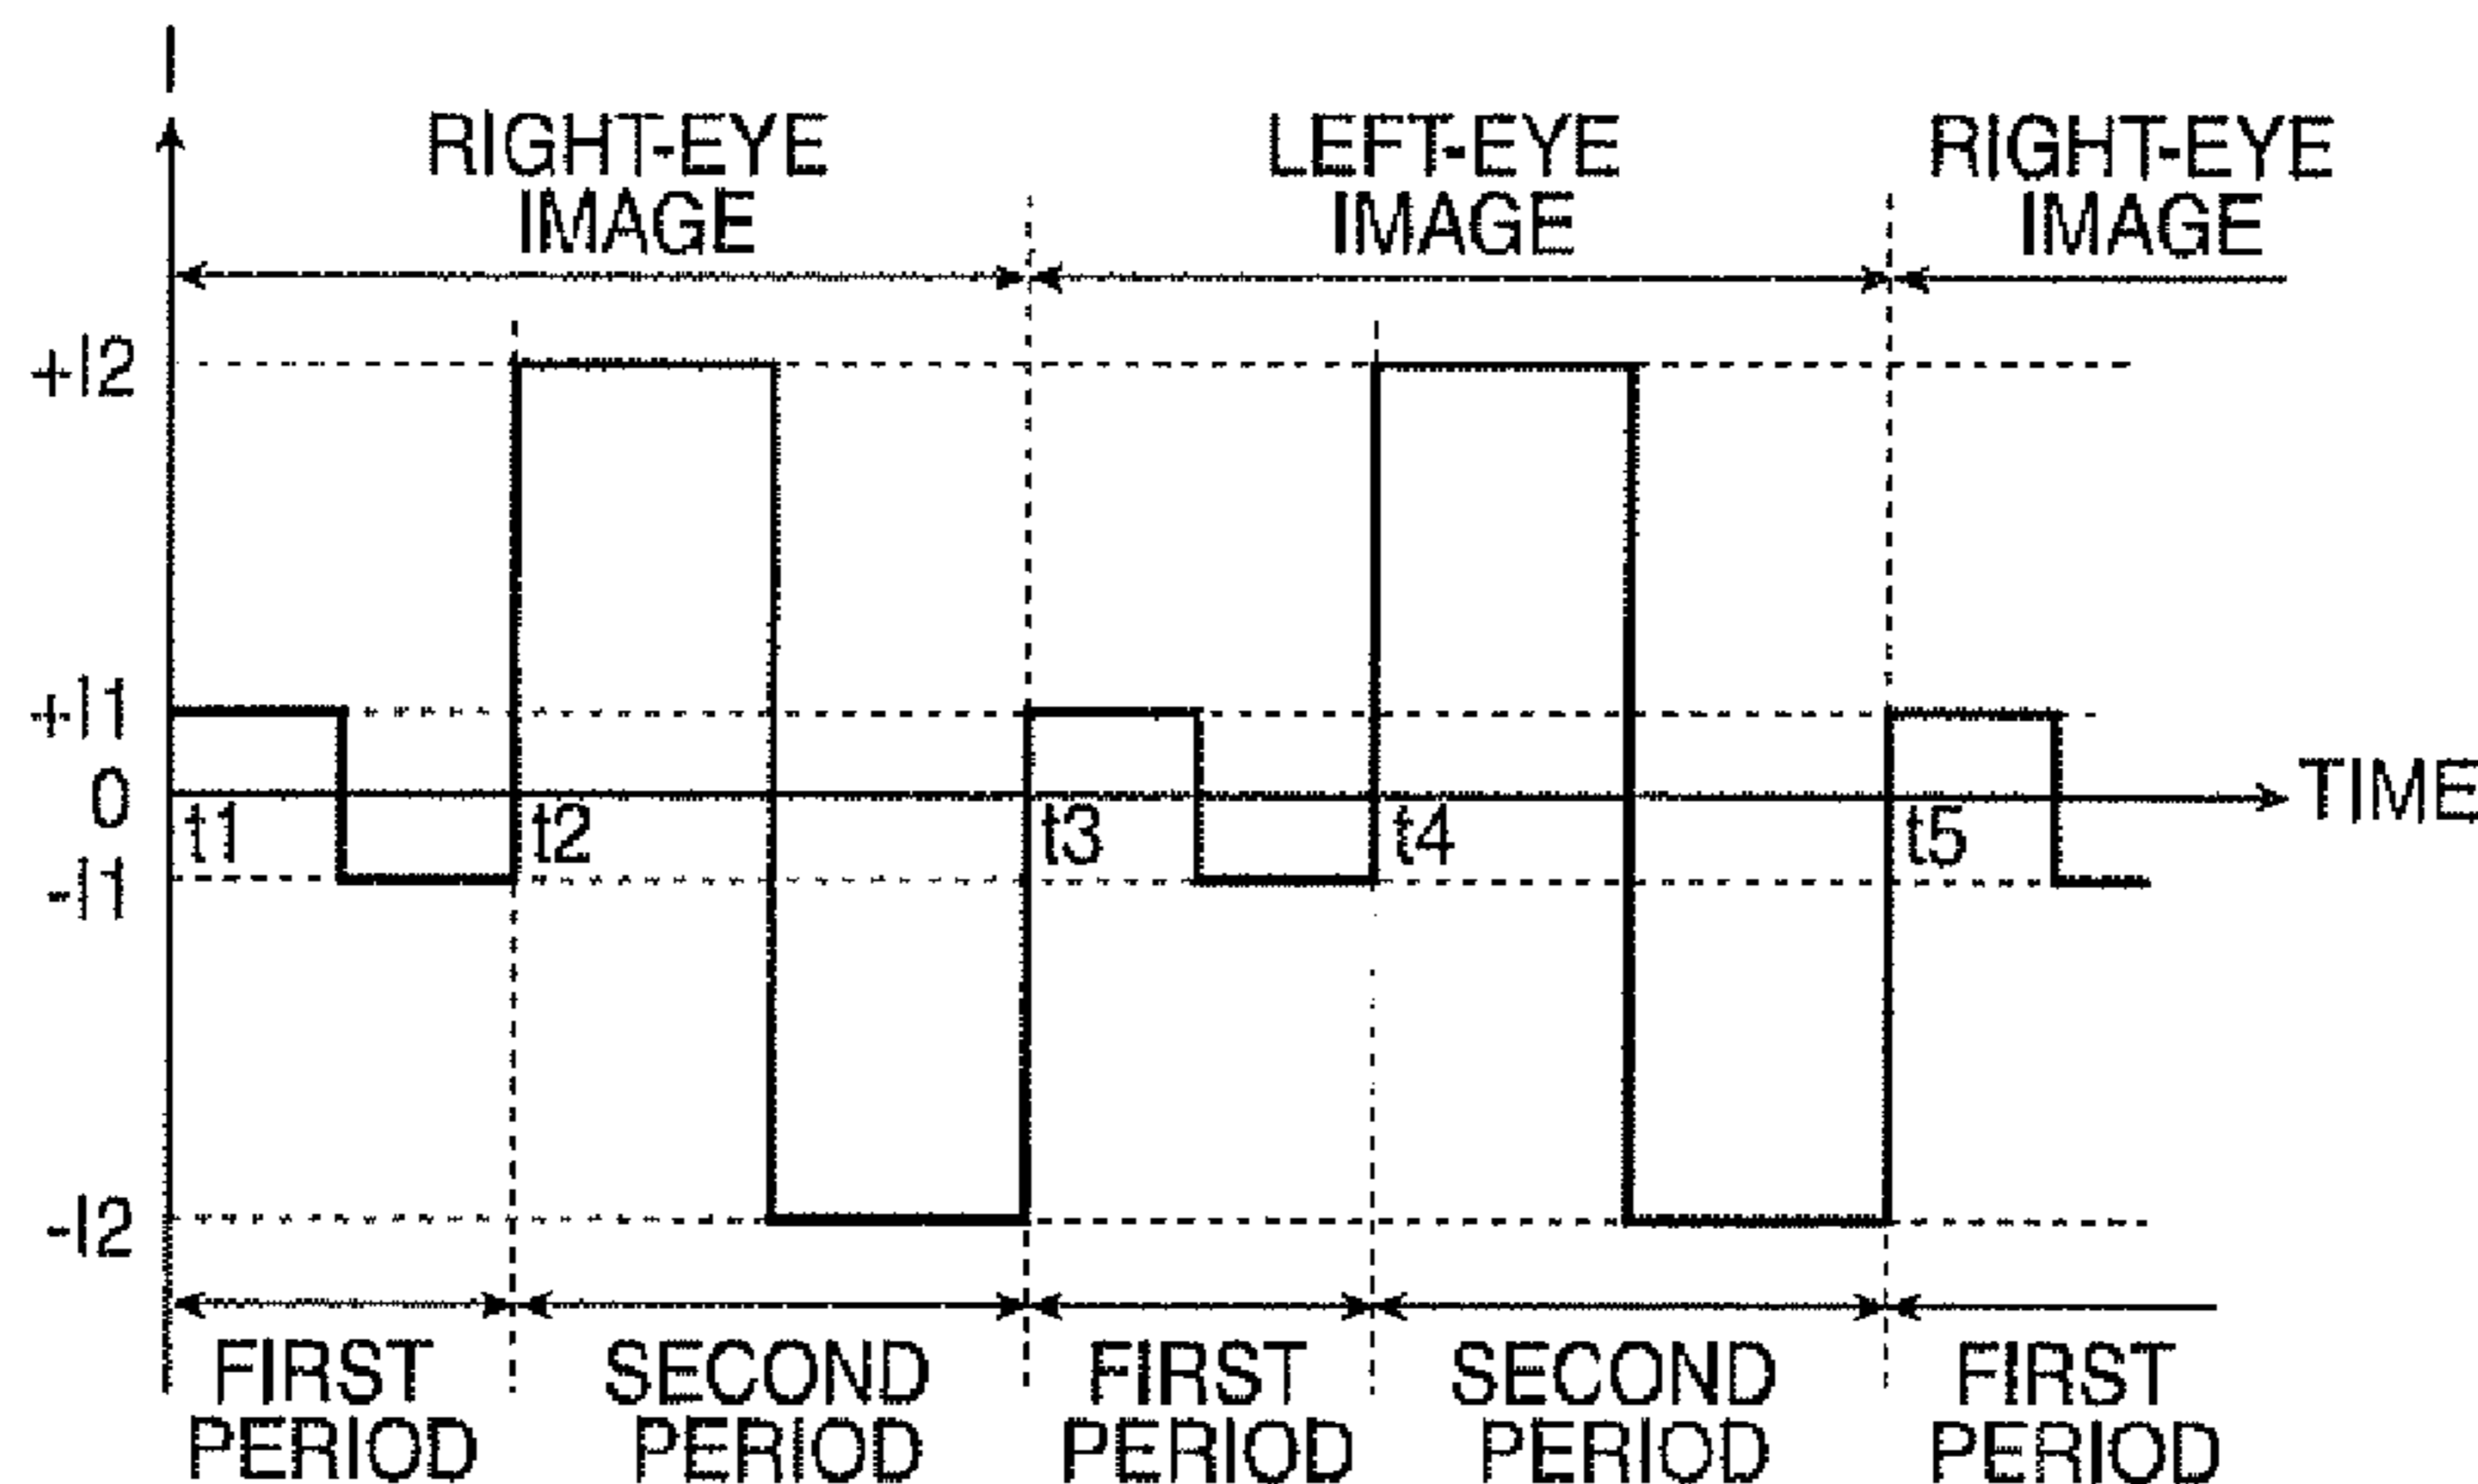 I
RIGHT-EYE
IMAGE
LEFT-EYE
IMAGE
RIGHT-EYE
IMAGE
+I2
+I1
0
-I1
-I2
t1
t2
t3
t4
t5
TIME
FIRST
PERIOD
SECOND
PERIOD
FIRST
PERIOD
SECOND
PERIOD
FIRST
PERIOD